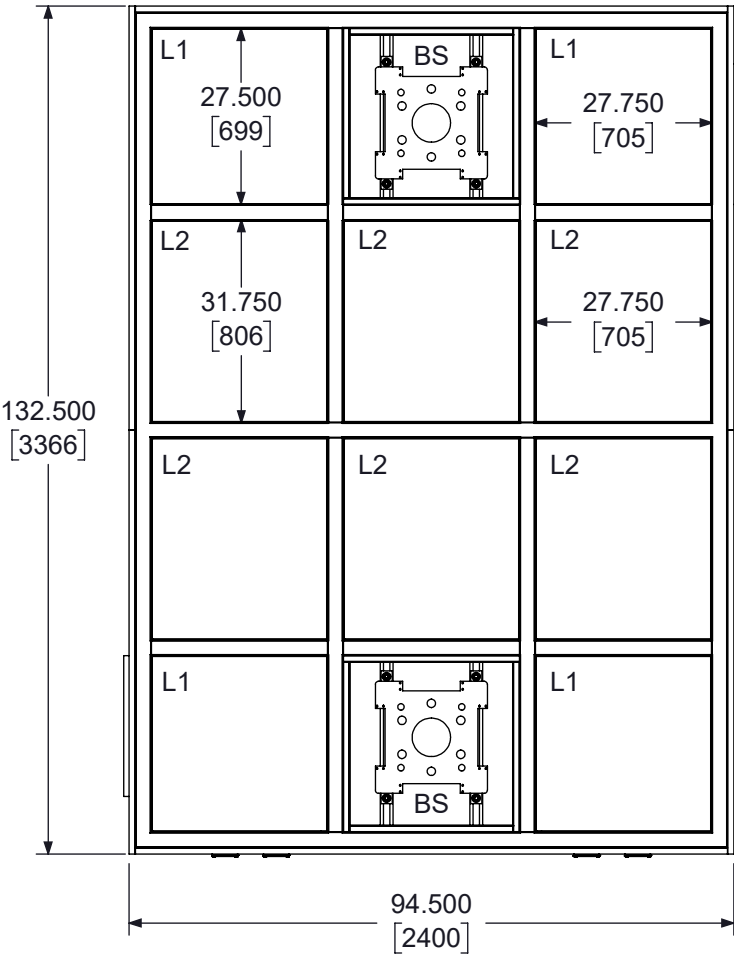 L1
BS
L1
27.500
[699]
27.750
[705]
L2
L2
L2
31.750
[806]
27.750
[705]
132.500
[3366]
L2
L2
L2
L1
L1
BS
94.500
[2400]